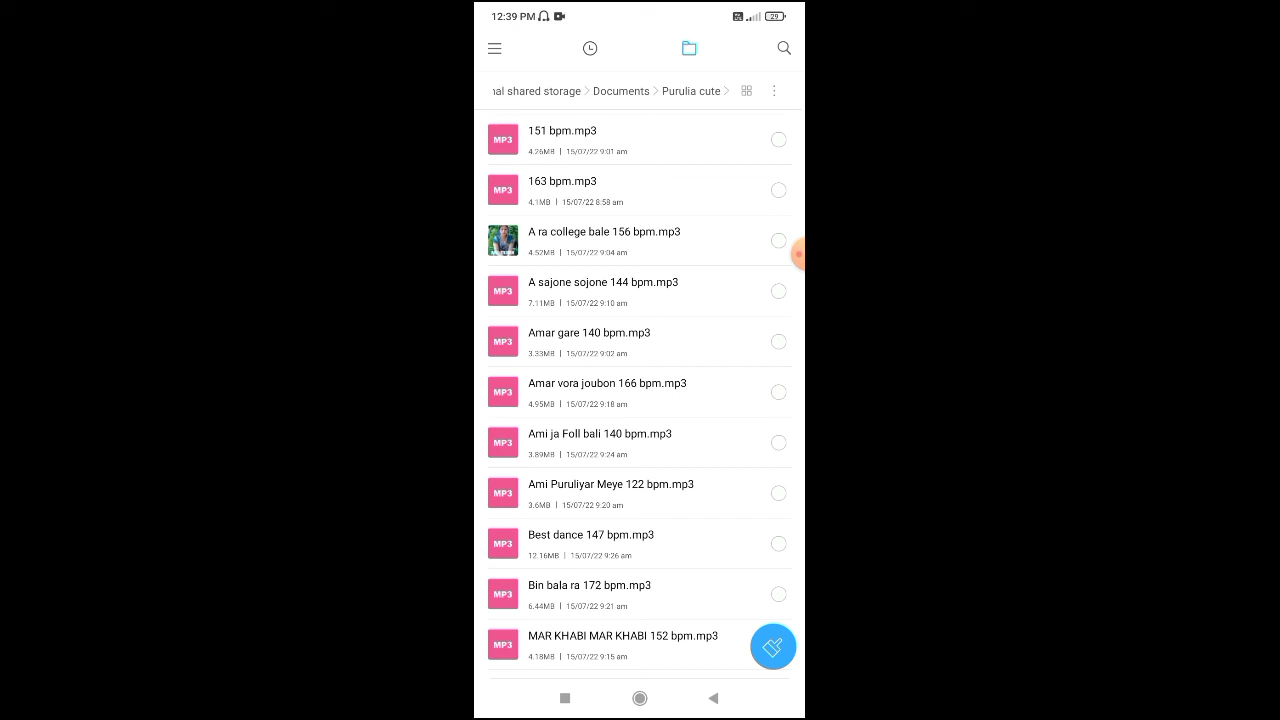 12:39 PM
29
nal shared storage > Documents > Purulia cute >
MP3
151 bpm.mp3
4.26MB | 15/07/22 9:01 am
MP3
163 bpm.mp3
4.1MB | 15/07/22 8:58 am
A ra college bale 156 bpm.mp3
4.52MB | 15/07/22 9:04 am
MP3
A sajone sojone 144 bpm.mp3
7.11MB | 15/07/22 9:10 am
MP3
Amar gare 140 bpm.mp3
3.33MB | 15/07/22 9:02 am
MP3
Amar vora joubon 166 bpm.mp3
4.95MB | 15/07/22 9:18 am
MP3
Ami ja Foll bali 140 bpm.mp3
3.89MB | 15/07/22 9:24 am
MP3
Ami Puruliyar Meye 122 bpm.mp3
3.6MB | 15/07/22 9:20 am
MP3
Best dance 147 bpm.mp3
12.16MB | 15/07/22 9:26 am
MP3
Bin bala ra 172 bpm.mp3
6.44MB | 15/07/22 9:21 am
MP3
MAR KHABI MAR KHABI 152 bpm.mp3
4.18MB | 15/07/22 9:15 am